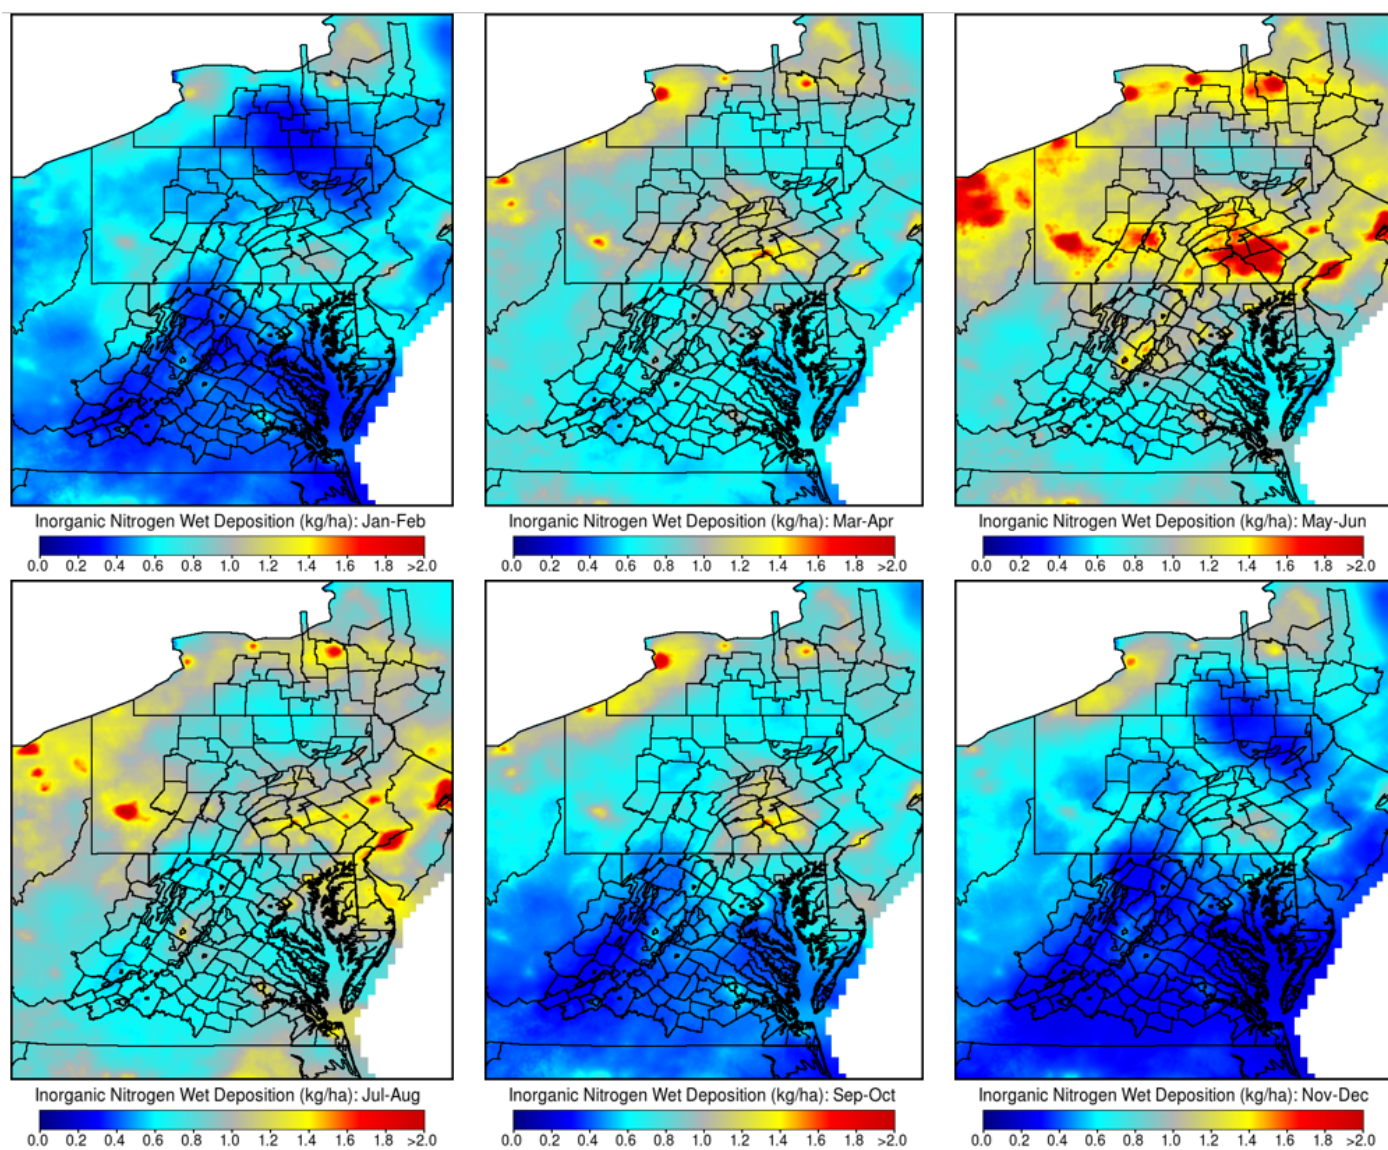 Inorganic Nitrogen Wet Deposition (kg/ha): Jan-Feb
0.0 0.2 0.4 0.6 0.8 1.0 1.2 1.4 1.6 1.8 >2.0
Inorganic Nitrogen Wet Deposition (kg/ha): Mar-Apr
0.0 0.2 0.4 0.6 0.8 1.0 1.2 1.4 1.6 1.8 >2.0
Inorganic Nitrogen Wet Deposition (kg/ha): May-Jun
0.0 0.2 0.4 0.6 0.8 1.0 1.2 1.4 1.6 1.8 >2.0
Inorganic Nitrogen Wet Deposition (kg/ha): Jul-Aug
0.0 0.2 0.4 0.6 0.8 1.0 1.2 1.4 1.6 1.8 >2.0
Inorganic Nitrogen Wet Deposition (kg/ha): Sep-Oct
0.0 0.2 0.4 0.6 0.8 1.0 1.2 1.4 1.6 1.8 >2.0
Inorganic Nitrogen Wet Deposition (kg/ha): Nov-Dec
0.0 0.2 0.4 0.6 0.8 1.0 1.2 1.4 1.6 1.8 >2.0